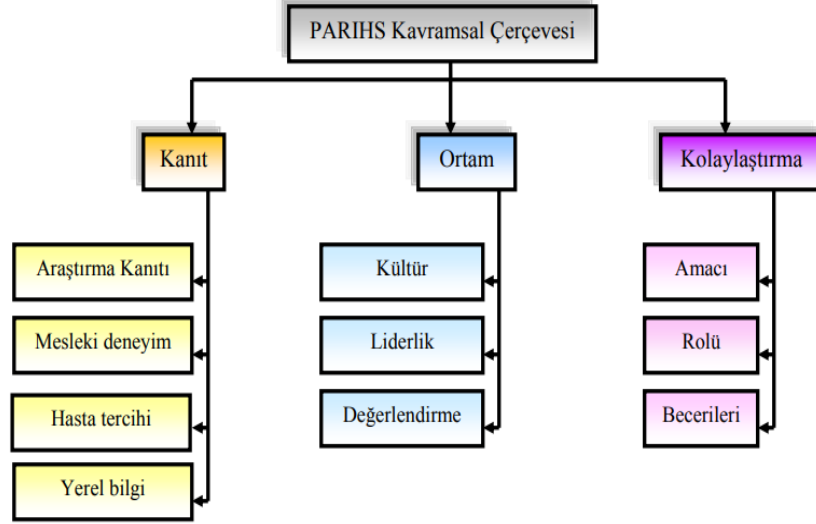 PARIHS Kavramsal Çerçevesi
Kanıt
Ortam
Kolaylaştırma
Araştırma Kanıtı
Kültür
Amacı
Mesleki deneyim
Liderlik
Rolü
Hasta tercihi
Değerlendirme
Becerileri
Yerel bilgi